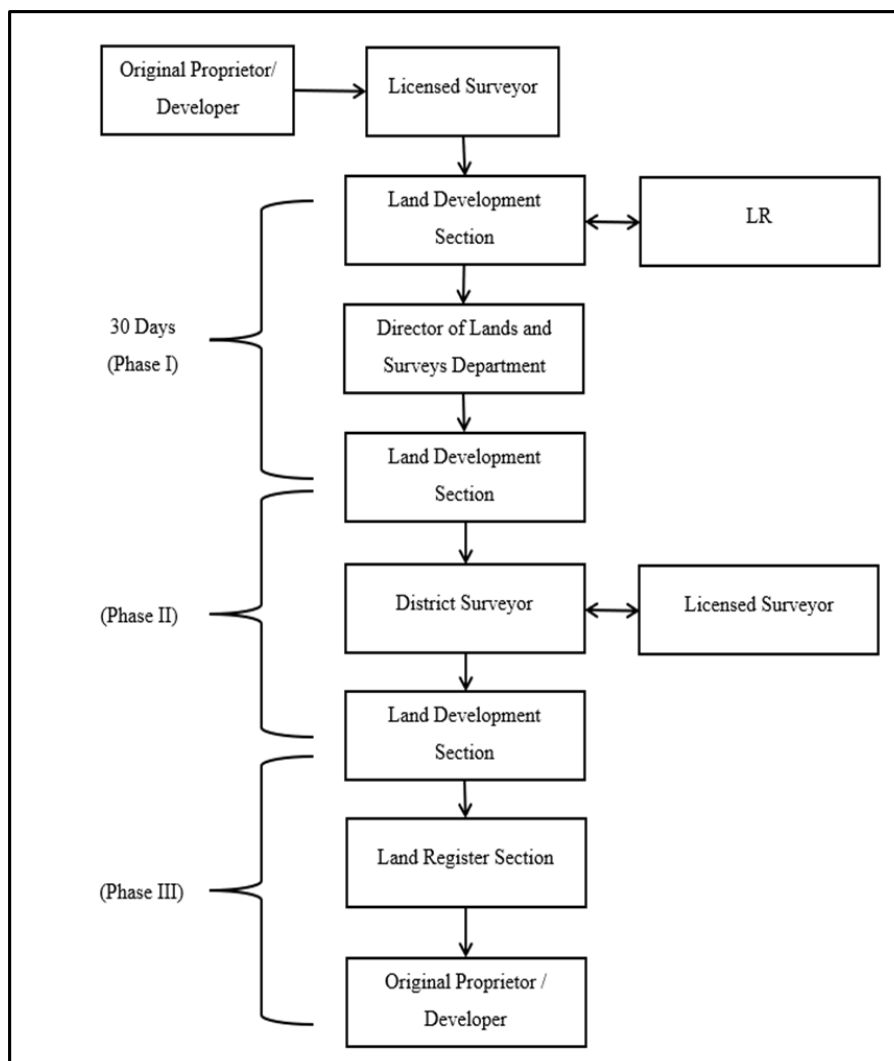 Original Proprietor/
Developer
Licensed Surveyor
Land Development
Section
LR
30 Days
(Phase I)
Director of Lands and
Surveys Department
Land Development
Section
(Phase II)
District Surveyor
Licensed Surveyor
Land Development
Section
(Phase III)
Land Register Section
Original Proprietor /
Developer